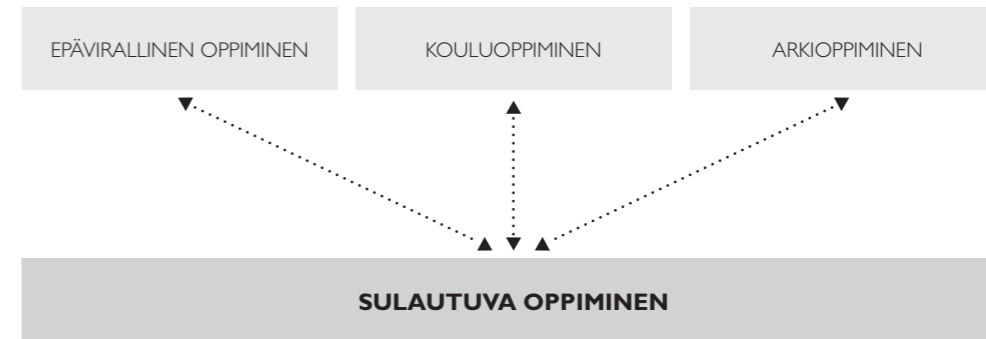 EPÄVIRALLINEN OPPIMINEN
KOULUOPPIMINEN
ARKIOPPIMINEN
SULAUTUVA OPPIMINEN